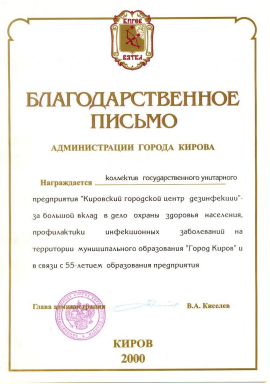 КИРОВ
ВЯТКА
БЛАГОДАРСТВЕННОЕ
ПИСЬМО
АДМИНИСТРАЦИИ ГОРОДА КИРОВА
Награждается коллектив государственного унитарного
предприятия "Кировский городской центр дезинфекции"-
за большой вклад в дело охраны здоровья населения,
профилактики инфекционных заболеваний на
территории муниципального образования "Город Киров" и
в связи с 55-летием образования предприятия
Глава администрации В.А. Киселев
КИРОВ
2000